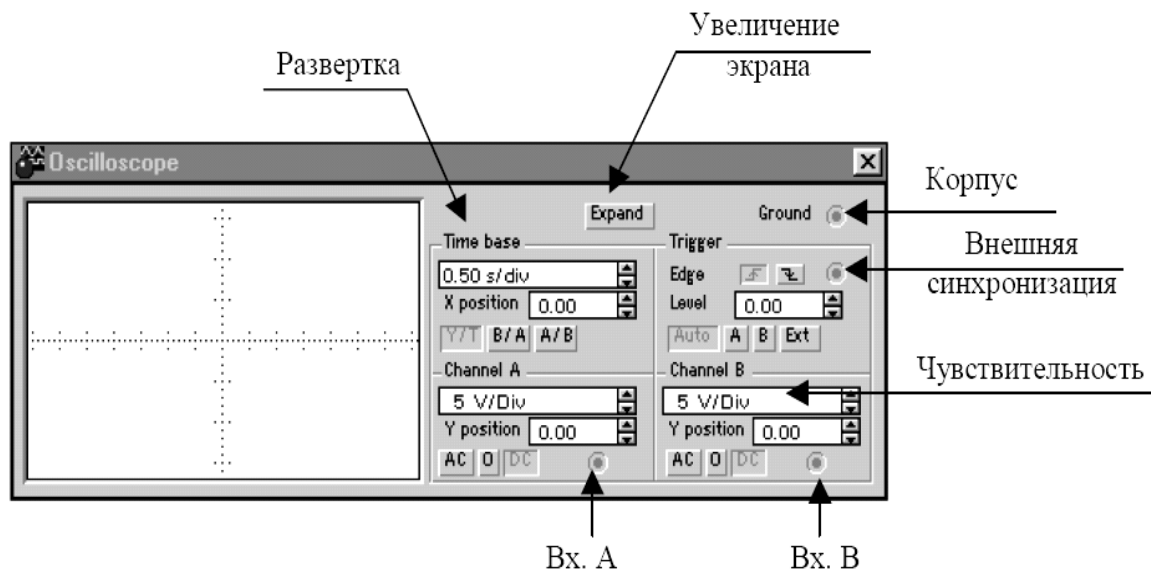 Увеличение
экрана
Развертка
Oscilloscope
Корпус
Expand
Ground
Time base
Trigger
Внешняя
синхронизация
0.50 s/div
Edge
X position 0.00
Level 0.00
Y/T B/A A/B
Auto A B Ext
Channel A
Channel B
Чувствительность
5 V/Div
5 V/Div
Y position 0.00
Y position 0.00
AC 0 DC
AC 0 DC
Вх. А
Вх. В